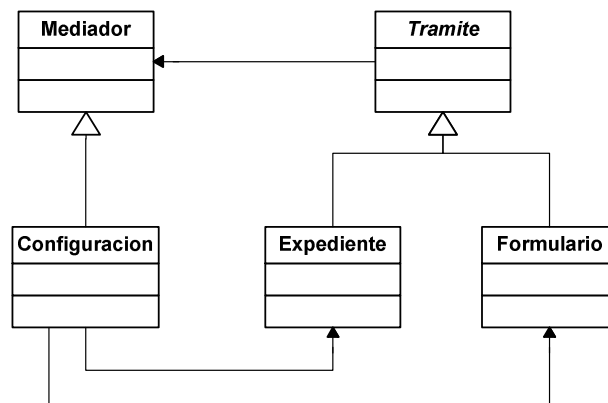 Mediador
Tramite
Configuracion
Expediente
Formulario